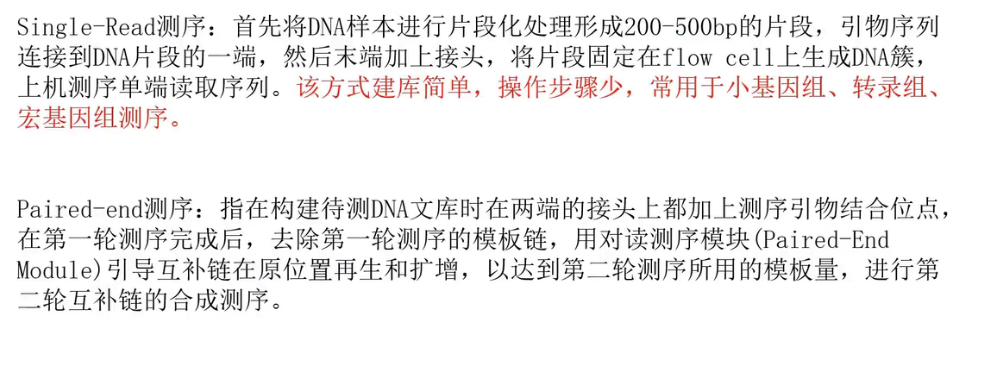 Single-Read测序：首先将DNA样本进行片段化处理形成200-500bp的片段，引物序列
连接到DNA片段的一端，然后末端加上接头，将片段固定在flow cell上生成DNA簇，
上机测序单端读取序列。该方式建库简单，操作步骤少，常用于小基因组、转录组、
宏基因组测序。
Paired-end测序：指在构建待测DNA文库时在两端的接头上都加上测序引物结合位点，
在第一轮测序完成后，去除第一轮测序的模板链，用对读测序模块(Paired-End
Module)引导互补链在原位置再生和扩增，以达到第二轮测序所用的模板量，进行第
二轮互补链的合成测序。